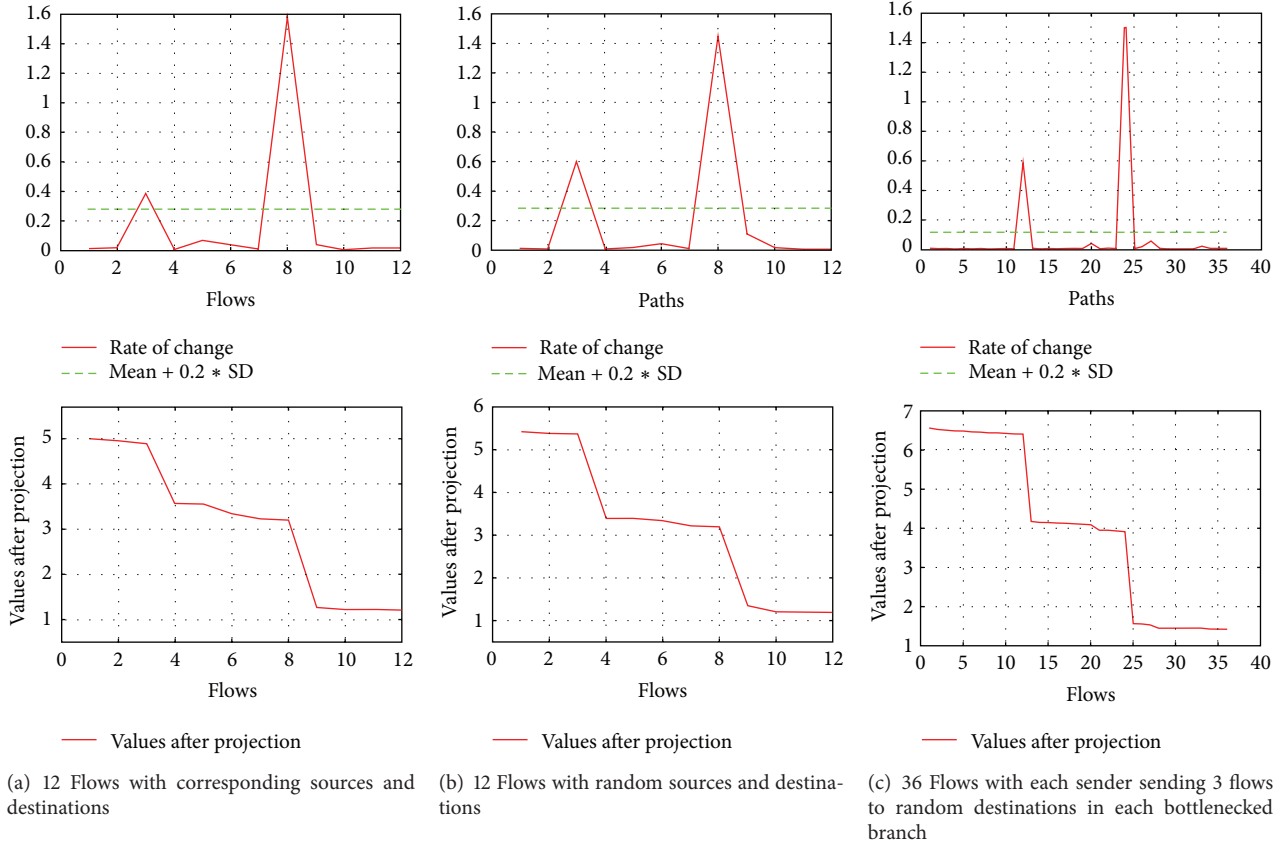 1.6
1.4
1.2
1
0.8
0.6
0.4
0.2
0
0 2 4 6 8 10 12
Flows
Rate of change
Mean + 0.2 ∗ SD
5
4
3
2
1
0 2 4 6 8 10 12
Values after projection
Flows
Values after projection
(a) 12 Flows with corresponding sources and
destinations
1.6
1.4
1.2
1
0.8
0.6
0.4
0.2
0
0 2 4 6 8 10 12
Paths
Rate of change
Mean + 0.2 ∗ SD
6
5
4
3
2
1
0 2 4 6 8 10 12
Values after projection
Flows
Values after projection
(b) 12 Flows with random sources and destina-
tions
1.6
1.4
1.2
1
0.8
0.6
0.4
0.2
0
0 5 10 15 20 25 30 35 40
Paths
Rate of change
Mean + 0.2 ∗ SD
7
6
5
4
3
2
1
0 5 10 15 20 25 30 35 40
Values after projection
Flows
Values after projection
(c) 36 Flows with each sender sending 3 flows
to random destinations in each bottlenecked
branch